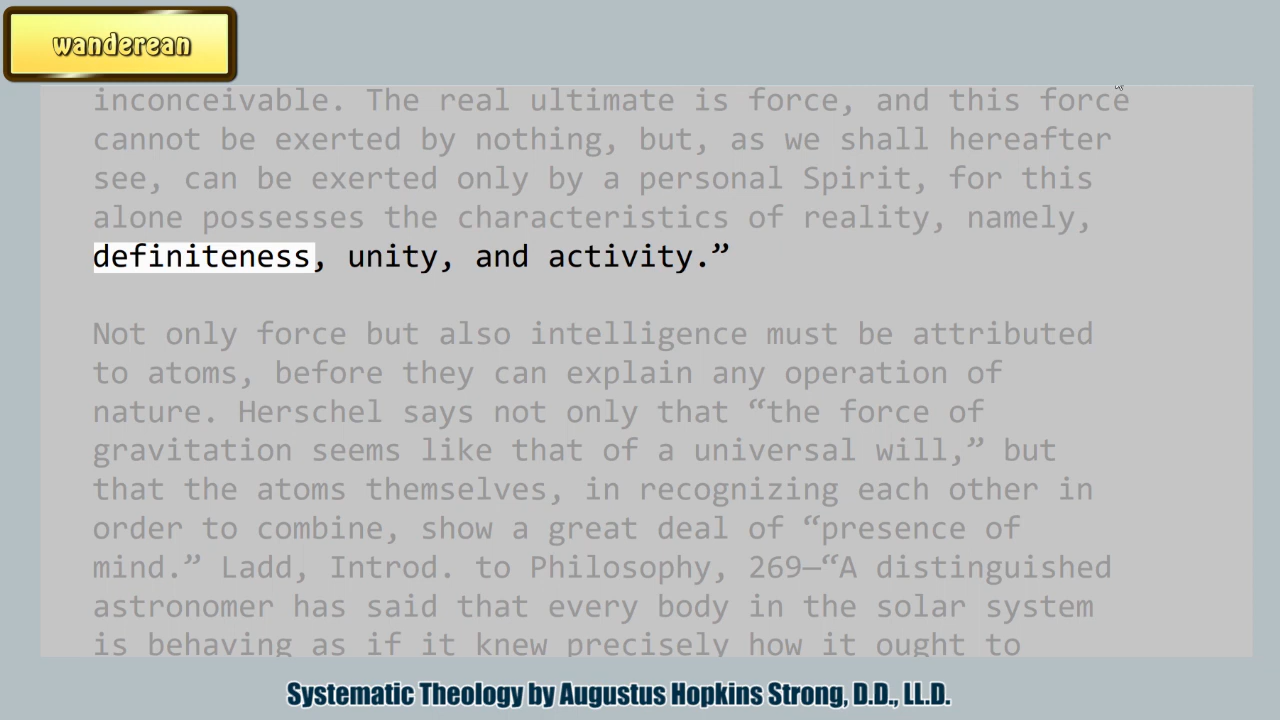 wanderean
inconceivable. The real ultimate is force, and this force
cannot be exerted by nothing, but, as we shall hereafter
see, can be exerted only by a personal Spirit, for this
alone possesses the characteristics of reality, namely,
definiteness, unity, and activity.”
Not only force but also intelligence must be attributed
to atoms, before they can explain any operation of
nature. Herschel says not only that “the force of
gravitation seems like that of a universal will,” but
that the atoms themselves, in recognizing each other in
order to combine, show a great deal of “presence of
mind.” Ladd, Introd. to Philosophy, 269—“A distinguished
astronomer has said that every body in the solar system
is behaving as if it knew precisely how it ought to
Systematic Theology by Augustus Hopkins Strong, D.D., LL.D.